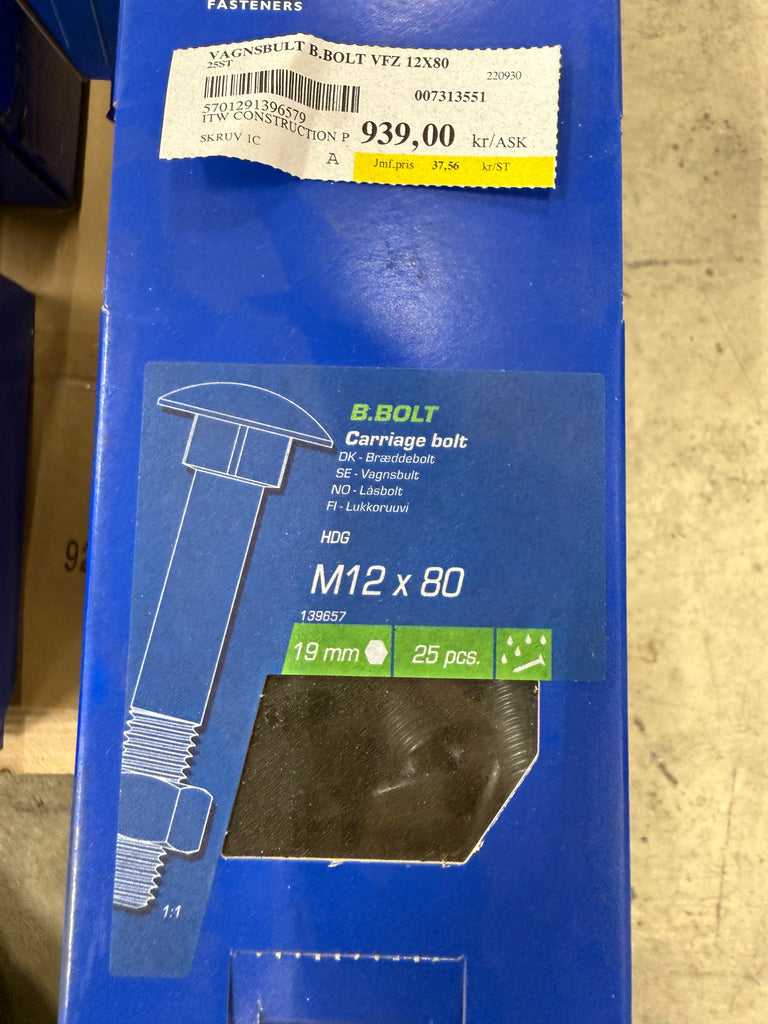 FASTENERS
VAGNSBULT B.BOLT VFZ 12X80
25ST
220930
007313551
5701291396579
ITW CONSTRUCTION P
939,00 kr/ASK
SKRUV 1C
A
Jmf.pris 37,56 kr/ST
B.BOLT
Carriage bolt
DK - Bræddebolt
SE - Vagnsbult
NO - Låsbolt
FI - Lukkoruuvi
HDG
M12 x 80
139657
19 mm
25 pcs.
1:1